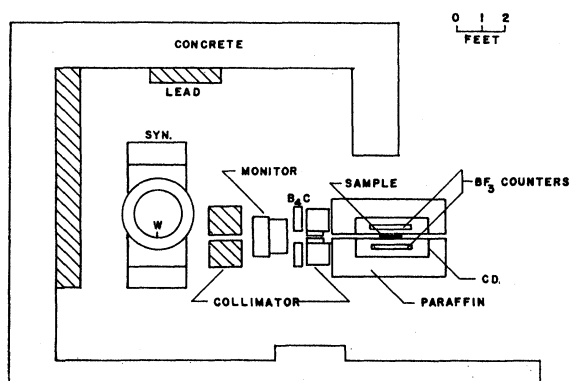 0 1 2
FEET
CONCRETE
LEAD
SYN.
MONITOR
B4C
SAMPLE
BF3 COUNTERS
W
CD.
COLLIMATOR
PARAFFIN